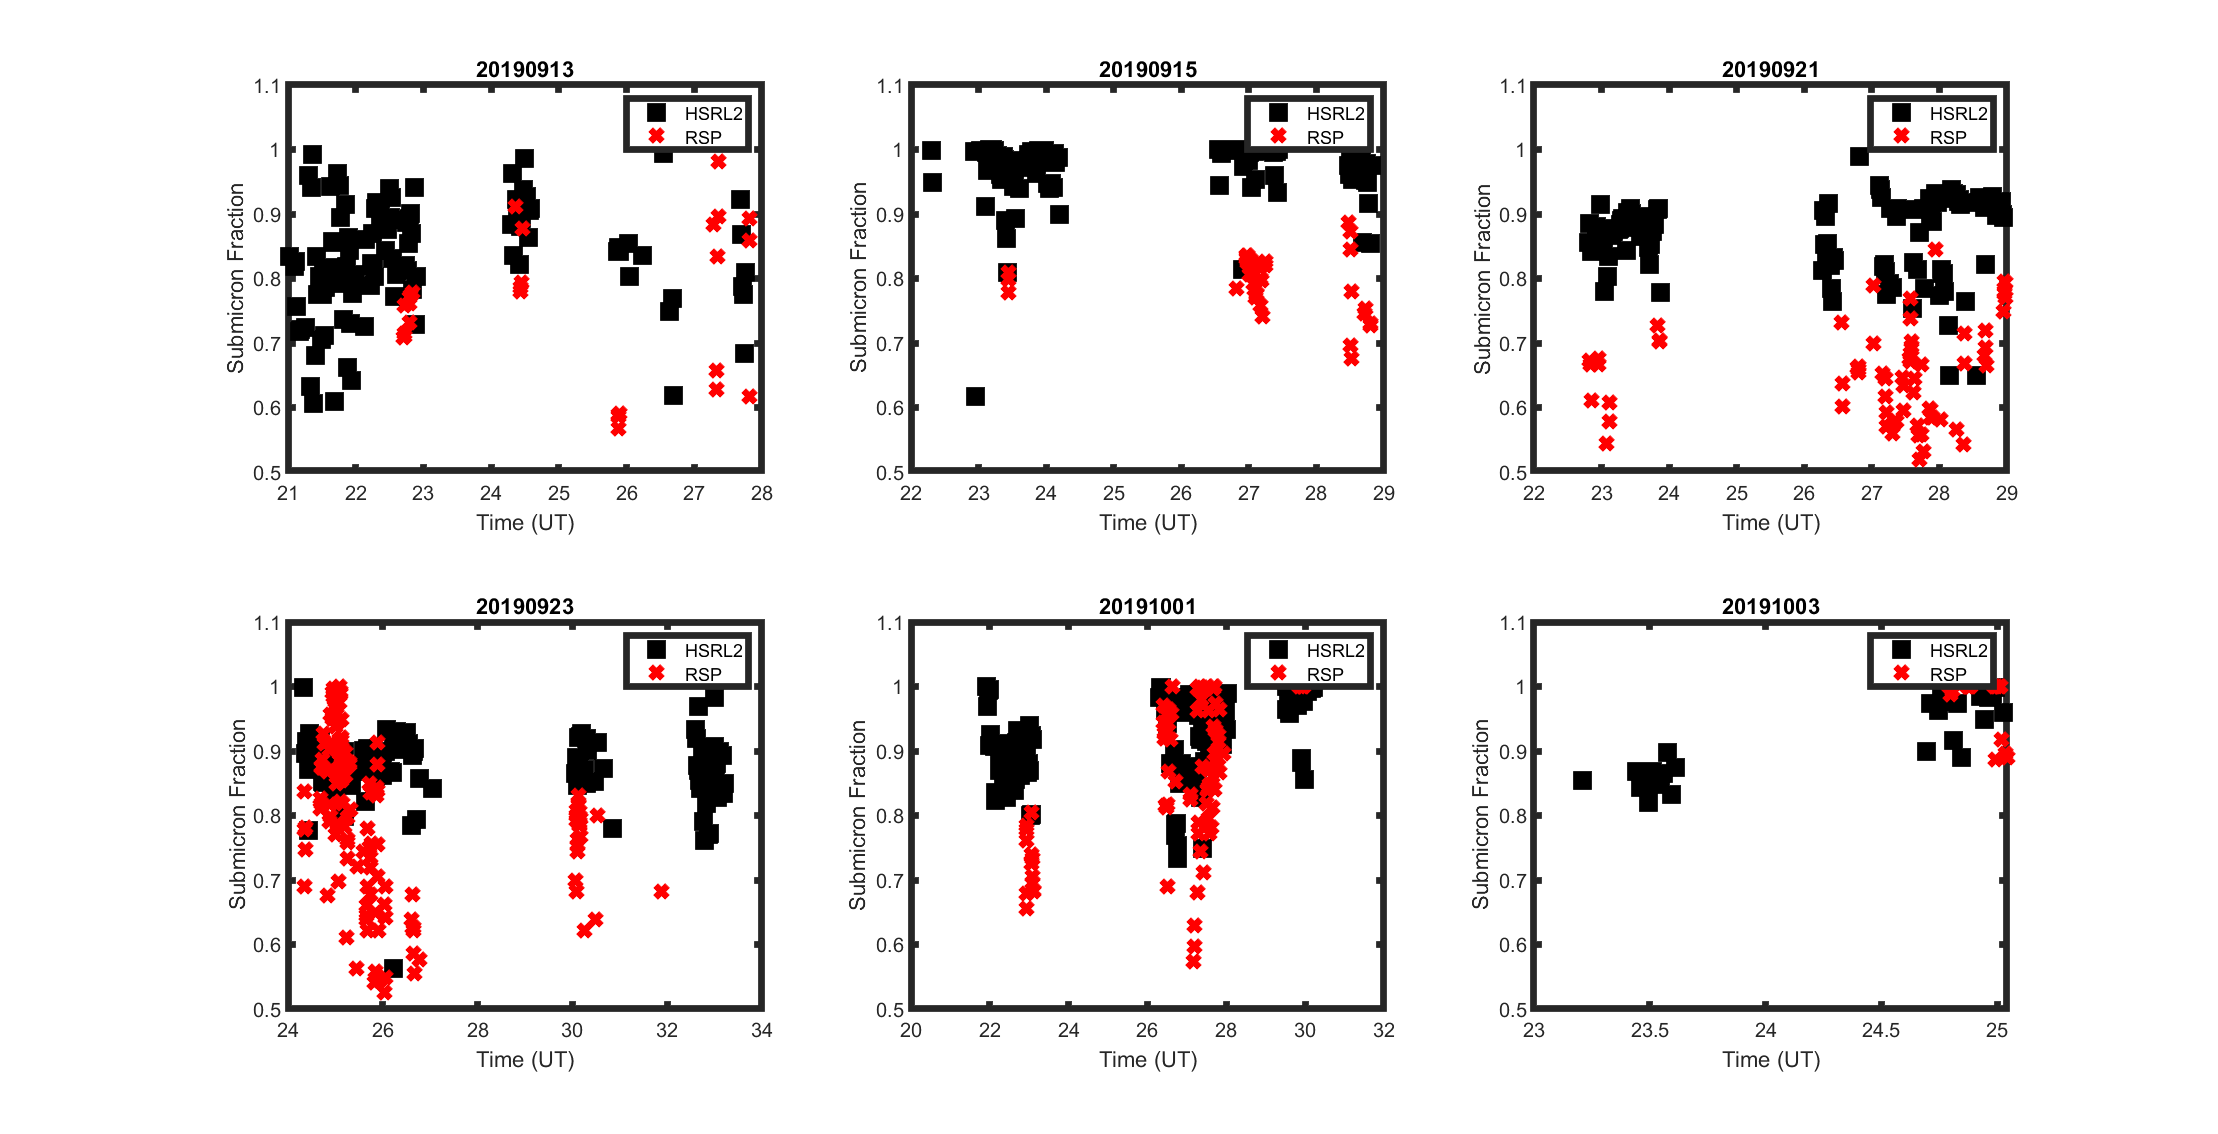 20190913
1.1
1
0.9
0.8
0.7
0.6
0.5
Submicron Fraction
HSRL2
RSP
21 22 23 24 25 26 27 28
Time (UT)
20190915
1.1
1
0.9
0.8
0.7
0.6
0.5
Submicron Fraction
HSRL2
RSP
22 23 24 25 26 27 28 29
Time (UT)
20190921
1.1
1
0.9
0.8
0.7
0.6
0.5
Submicron Fraction
HSRL2
RSP
22 23 24 25 26 27 28 29
Time (UT)
20190923
1.1
1
0.9
0.8
0.7
0.6
0.5
Submicron Fraction
HSRL2
RSP
24 26 28 30 32 34
Time (UT)
20191001
1.1
1
0.9
0.8
0.7
0.6
0.5
Submicron Fraction
HSRL2
RSP
20 22 24 26 28 30 32
Time (UT)
20191003
1.1
1
0.9
0.8
0.7
0.6
0.5
Submicron Fraction
HSRL2
RSP
23 23.5 24 24.5 25
Time (UT)